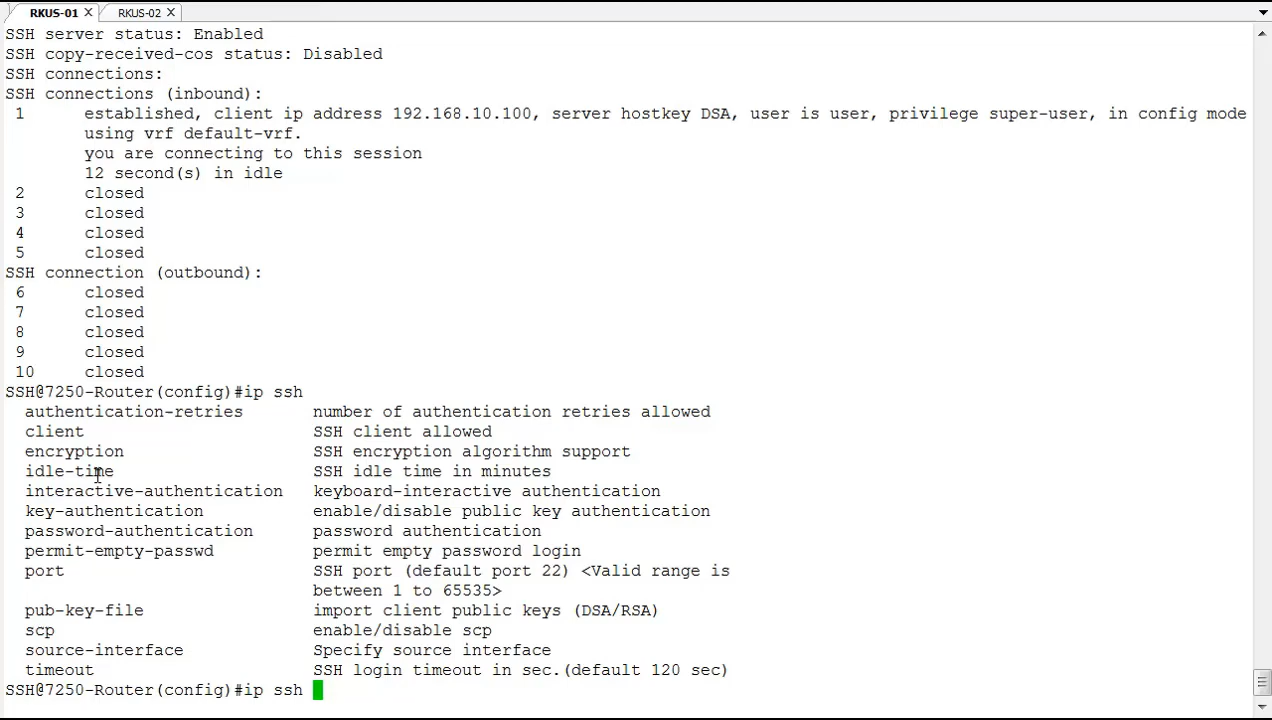 RKUS-01 X RKUS-02 X
SSH server status: Enabled
SSH copy-received-cos status: Disabled
SSH connections:
SSH connections (inbound):
1 established, client ip address 192.168.10.100, server hostkey DSA, user is user, privilege super-user, in config mode
using vrf default-vrf.
you are connecting to this session
12 second(s) in idle
2 closed
3 closed
4 closed
5 closed
SSH connection (outbound):
6 closed
7 closed
8 closed
9 closed
10 closed
SSH@7250-Router(config)#ip ssh
authentication-retries number of authentication retries allowed
client SSH client allowed
encryption SSH encryption algorithm support
idle-time SSH idle time in minutes
interactive-authentication keyboard-interactive authentication
key-authentication enable/disable public key authentication
password-authentication password authentication
permit-empty-passwd permit empty password login
port SSH port (default port 22) <Valid range is
between 1 to 65535>
pub-key-file import client public keys (DSA/RSA)
scp enable/disable scp
source-interface Specify source interface
timeout SSH login timeout in sec.(default 120 sec)
SSH@7250-Router(config)#ip ssh